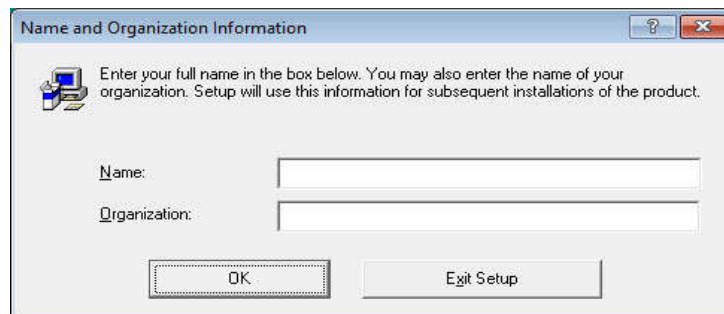 Name and Organization Information
Enter your full name in the box below. You may also enter the name of your
organization. Setup will use this information for subsequent installations of the product.
Name:
Organization:
OK Exit Setup